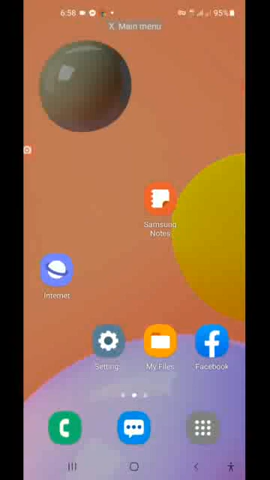 6:58 95%
X Main menu
Samsung
Notes
Internet
Setting
My Files
Facebook